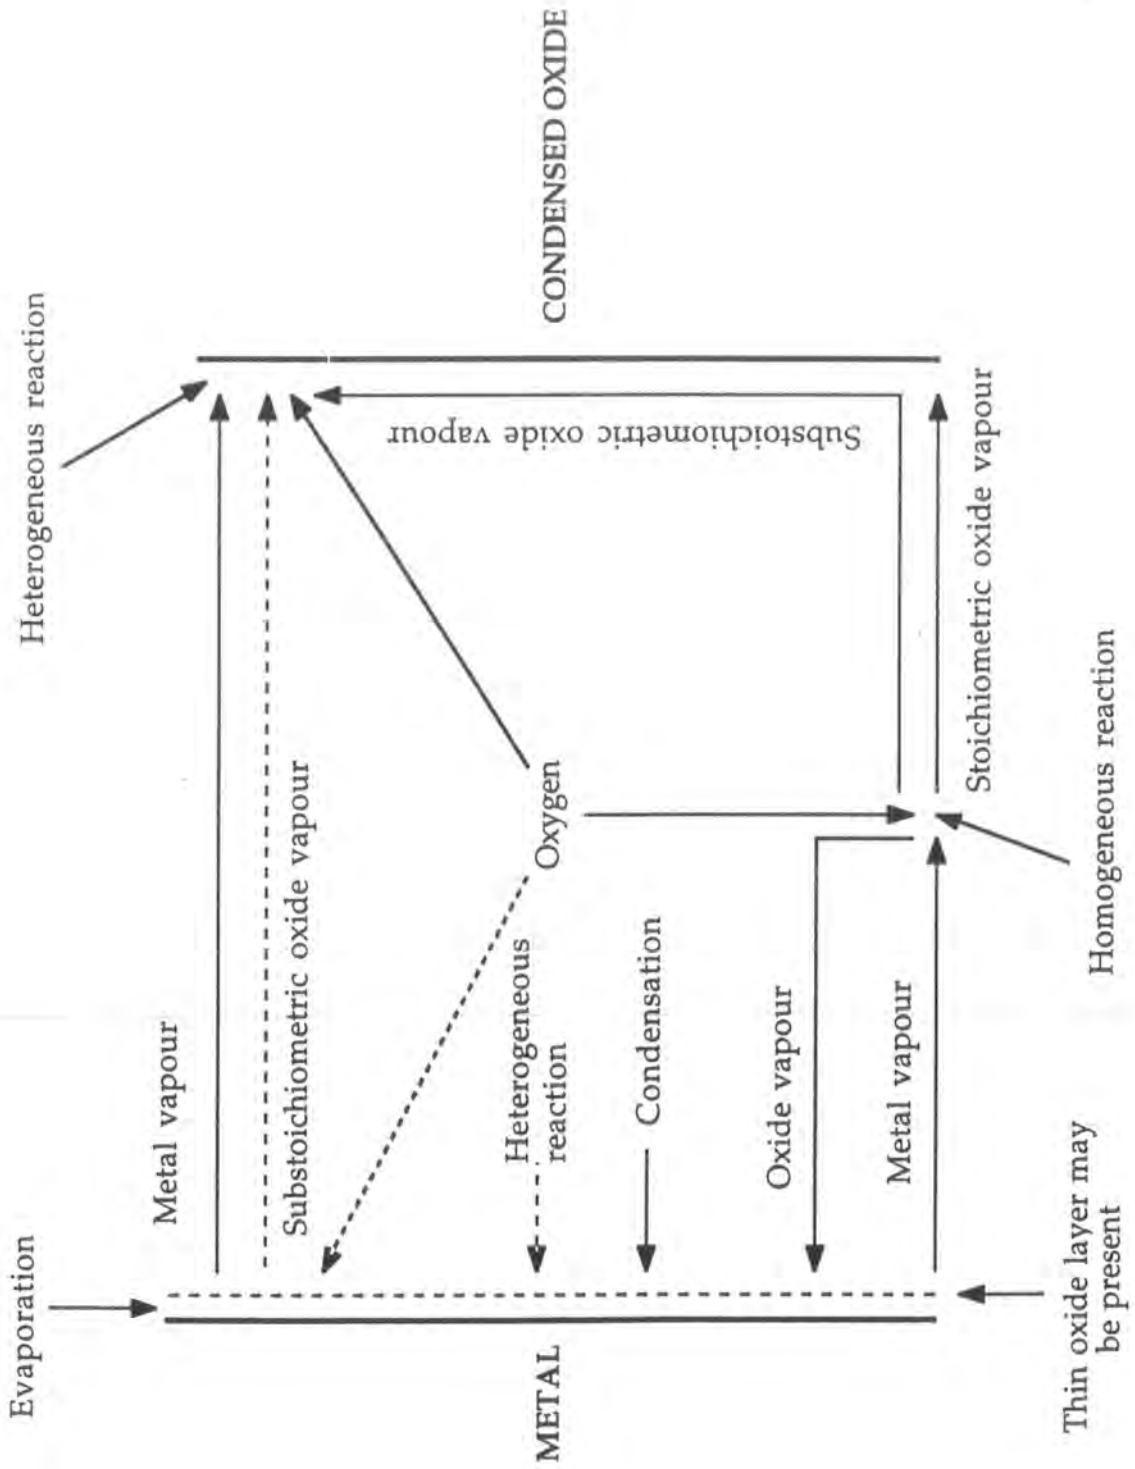 Evaporation
Heterogeneous reaction
Metal vapour
Substoichiometric oxide vapour
Substoichiometric oxide vapour
Oxygen
METAL
CONDENSED OXIDE
Heterogeneous
reaction
Condensation
Oxide vapour
Metal vapour
Stoichiometric oxide vapour
Thin oxide layer may
be present
Homogeneous reaction